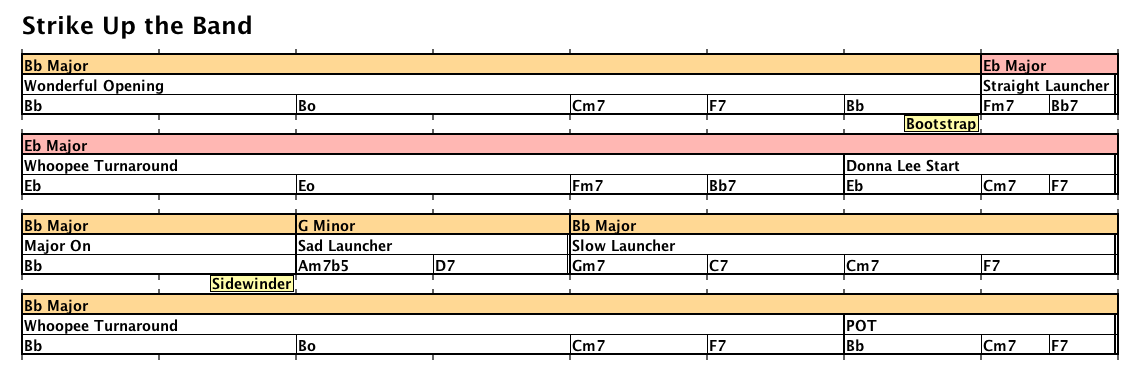 Strike Up the Band
Bb Major Eb Major
Wonderful Opening Straight Launcher
Bb Bo Cm7 F7 Bb Fm7 Bb7
Bootstrap
Eb Major
Whoopee Turnaround Donna Lee Start
Eb Eo Fm7 Bb7 Eb Cm7 F7
Bb Major G Minor Bb Major
Major On Sad Launcher Slow Launcher
Bb Am7b5 D7 Gm7 C7 Cm7 F7
Sidewinder
Bb Major
Whoopee Turnaround POT
Bb Bo Cm7 F7 Bb Cm7 F7